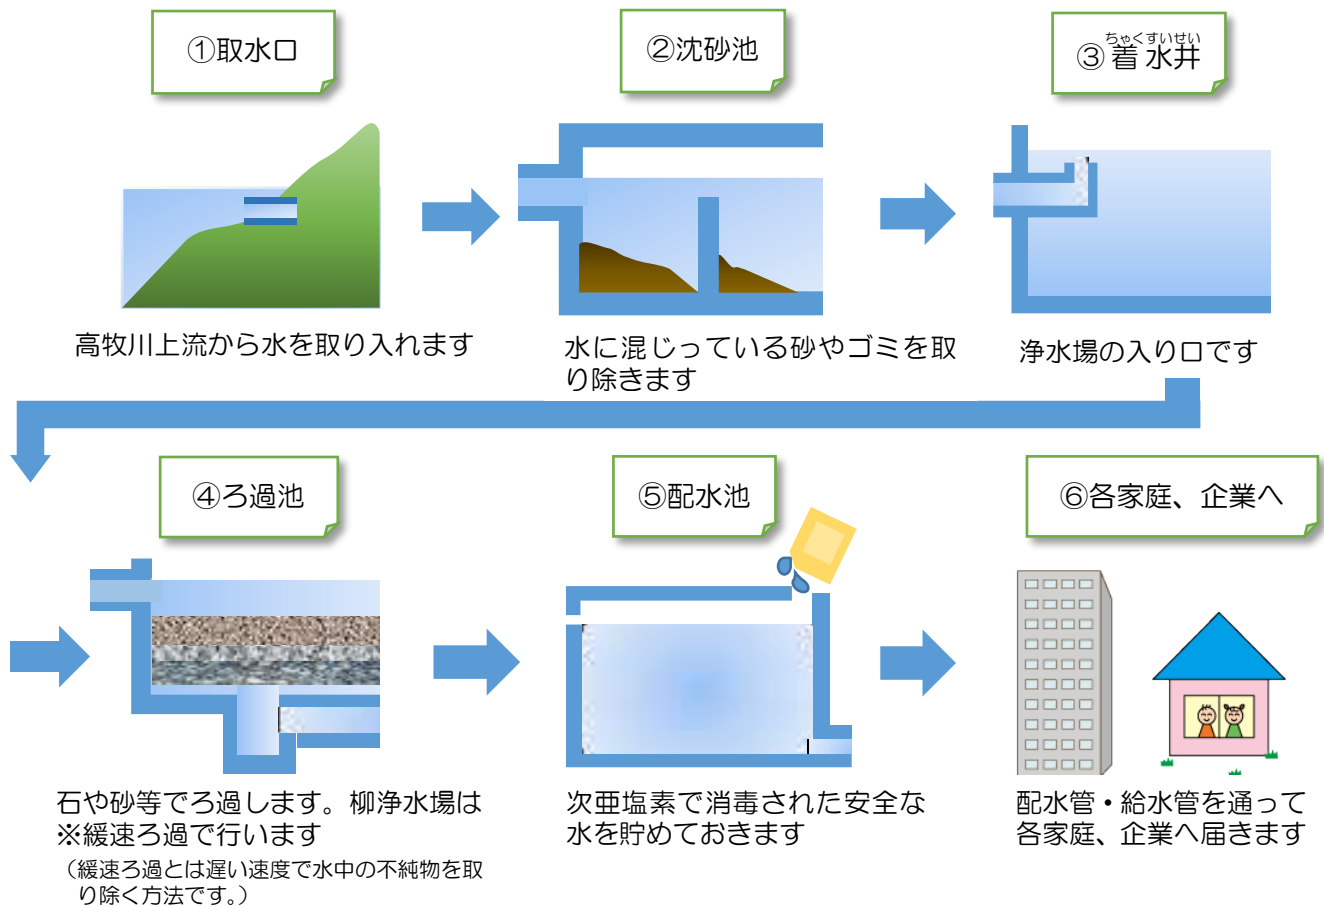 ①取水口
②沈砂池
ちゃくすいせい
③着水井
高牧川上流から水を取り入れます
水に混じっている砂やゴミを取
り除きます
浄水場の入り口です
④ろ過池
⑤配水池
⑥各家庭、企業へ
石や砂等でろ過します。柳浄水場は
※緩速ろ過で行います
（緩速ろ過とは遅い速度で水中の不純物を取
り除く方法です。）
次亜塩素で消毒された安全な
水を貯めておきます
配水管・給水管を通って
各家庭、企業へ届きます